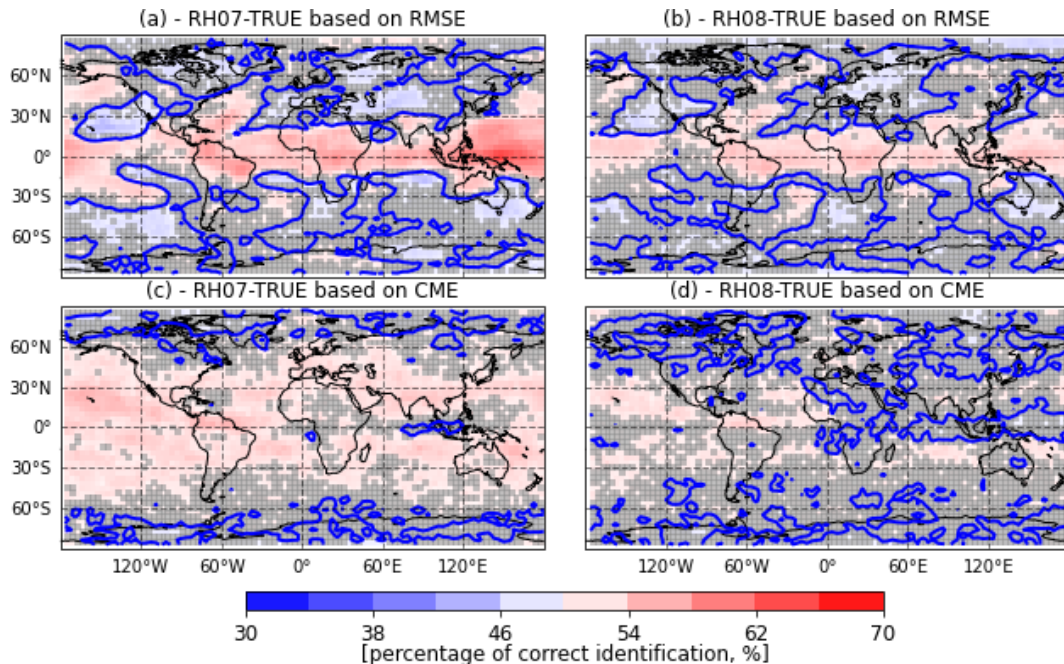 (a) - RH07-TRUE based on RMSE
(b) - RH08-TRUE based on RMSE
60°N
30°N
0°
30°S
60°S
(c) - RH07-TRUE based on CME
(d) - RH08-TRUE based on CME
60°N
30°N
0°
30°S
60°S
120°W 60°W 0° 60°E 120°E
120°W 60°W 0° 60°E 120°E
30 38 46 54 62 70
[percentage of correct identification, %]